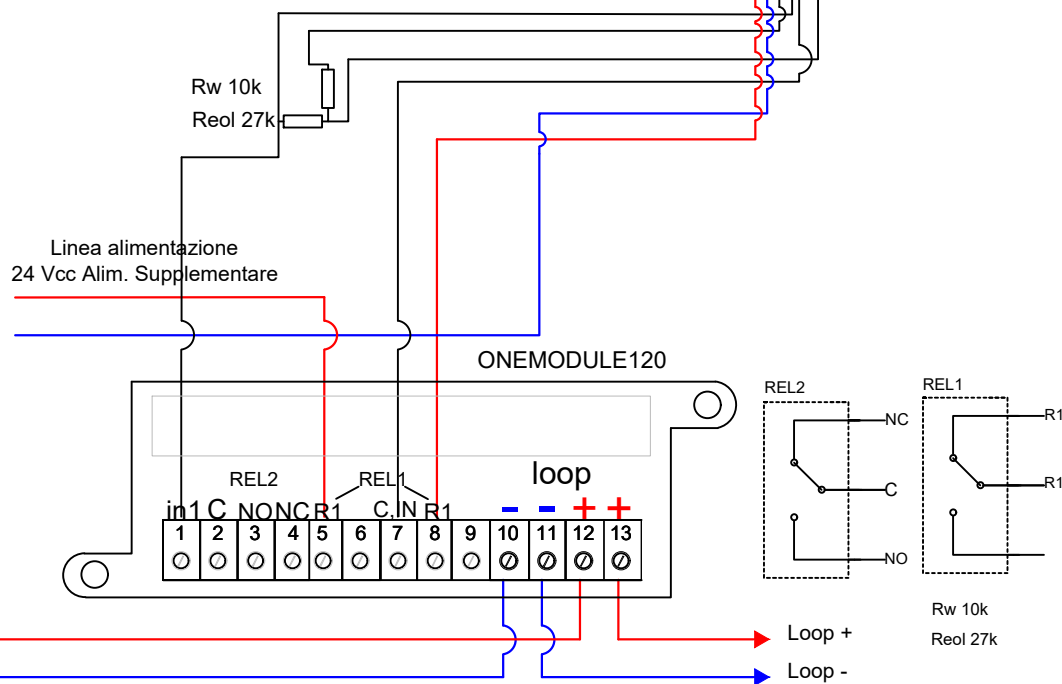 Rw 10k
Reol 27k
Linea alimentazione
24 Vcc Alim. Supplementare
ONEMODULE120
REL2
REL1
loop
in1 C NO NC R1 C,IN R1 - - + +
1 2 3 4 5 6 7 8 9 10 11 12 13
REL2
NC
C
NO
REL1
R1
R1
Rw 10k
Reol 27k
Loop +
Loop -